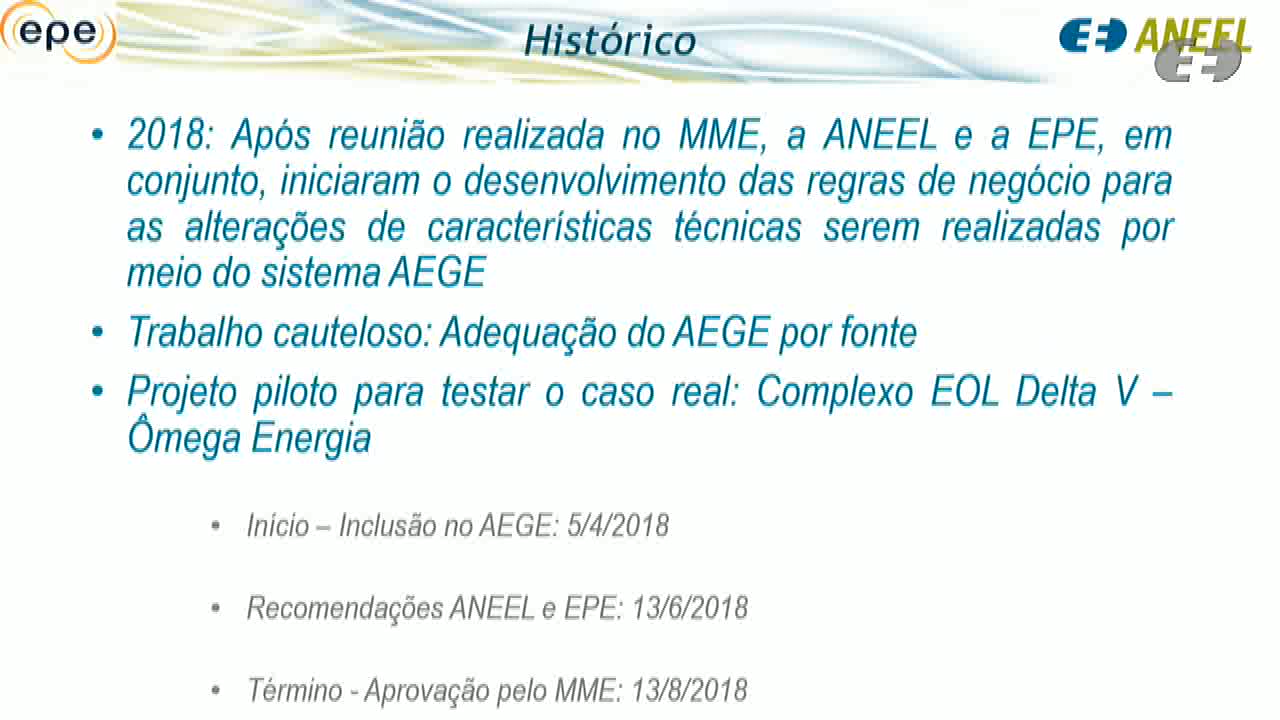 epe
Histórico
ANEEL
• 2018: Após reunião realizada no MME, a ANEEL e a EPE, em
conjunto, iniciaram o desenvolvimento das regras de negócio para
as alterações de características técnicas serem realizadas por
meio do sistema AEGE
• Trabalho cauteloso: Adequação do AEGE por fonte
• Projeto piloto para testar o caso real: Complexo EOL Delta V –
Ômega Energia
• Início – Inclusão no AEGE: 5/4/2018
• Recomendações ANEEL e EPE: 13/6/2018
• Término - Aprovação pelo MME: 13/8/2018